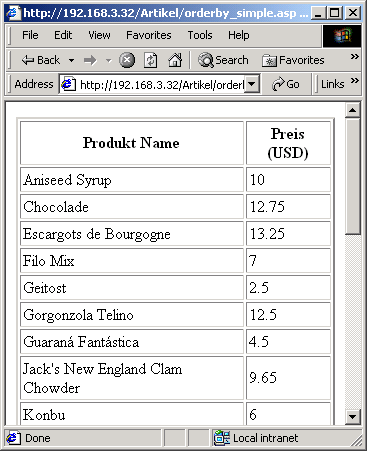 http://192.168.3.32/Artikel/orderby_simple.asp ...
File Edit View Favorites Tools Help
Back Search Favorites
Address http://192.168.3.32/Artikel/order Go Links »
Produkt Name Preis
(USD)
Aniseed Syrup 10
Chocolade 12.75
Escargots de Bourgogne 13.25
Filo Mix 7
Geitost 2.5
Gorgonzola Telino 12.5
Guaraná Fantástica 4.5
Jack's New England Clam
Chowder 9.65
Konbu 6
Done Local intranet